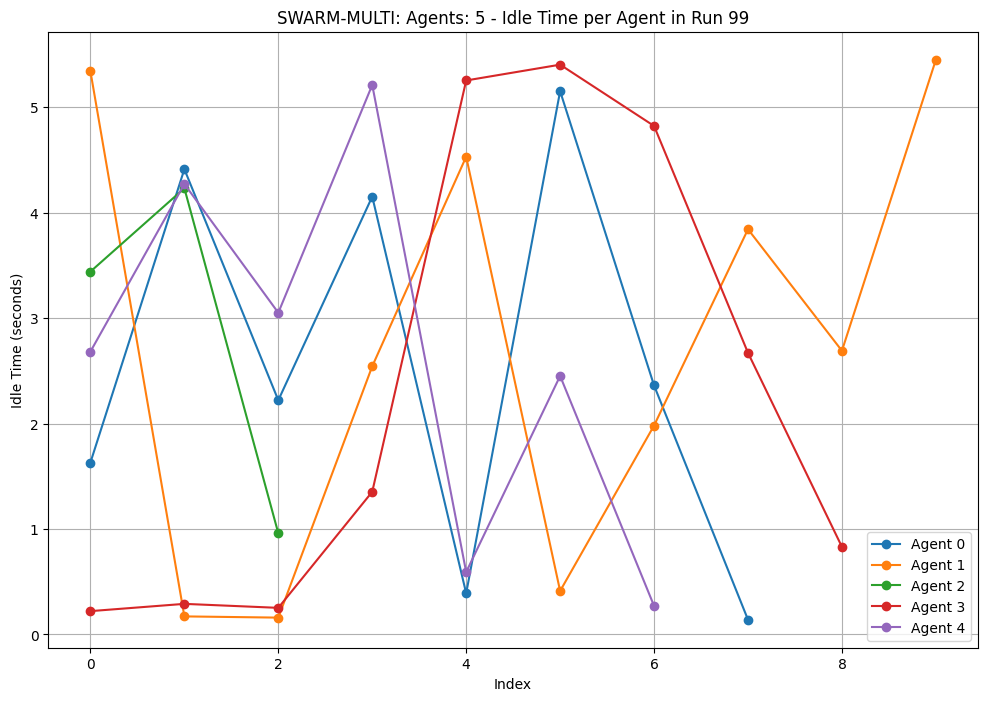 SWARM-MULTI: Agents: 5 - Idle Time per Agent in Run 99
Idle Time (seconds)
5
4
3
2
1
0
0
2
4
6
8
Index
Agent 0
Agent 1
Agent 2
Agent 3
Agent 4